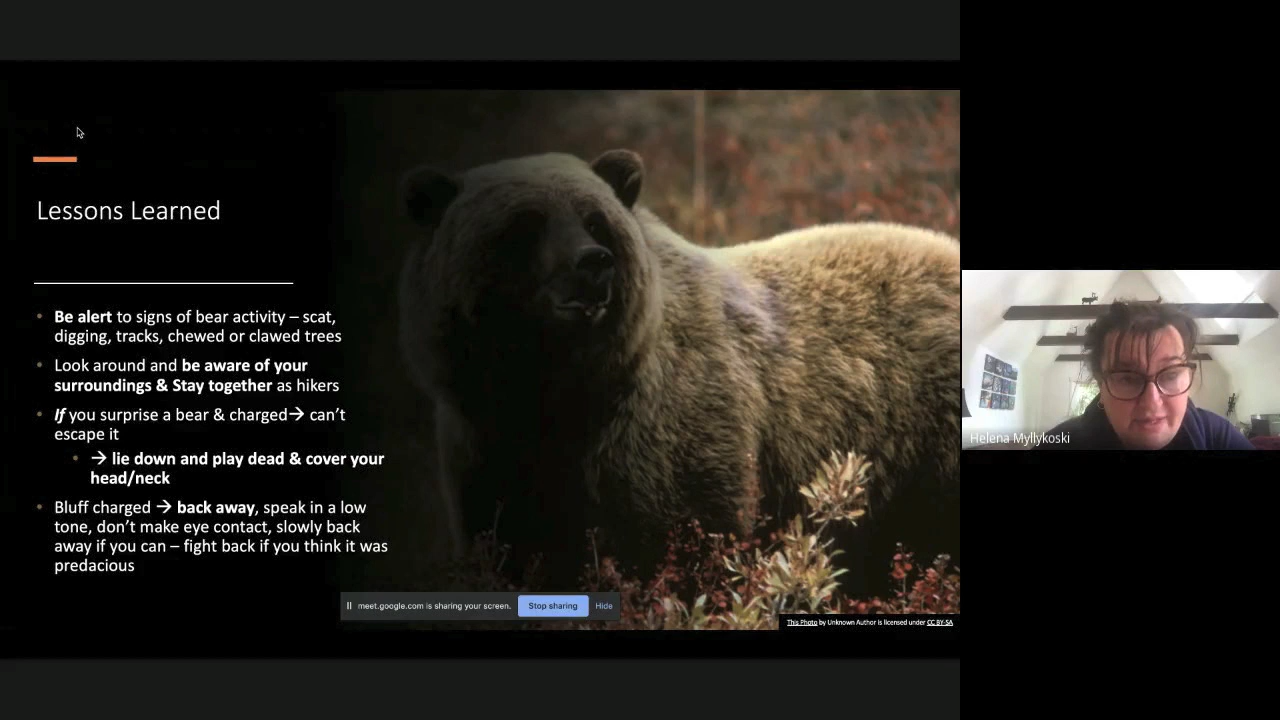 Lessons Learned
• Be alert to signs of bear activity – scat,
digging, tracks, chewed or clawed trees
• Look around and be aware of your
surroundings & Stay together as hikers
• If you surprise a bear & charged→ can’t
escape it
• → lie down and play dead & cover your
head/neck
• Bluff charged → back away, speak in a low
tone, don’t make eye contact, slowly back
away if you can – fight back if you think it was
predacious
meet.google.com is sharing your screen. Stop sharing Hide
This Photo by Unknown Author is licensed under CC BY-SA
Helena Myllykoski